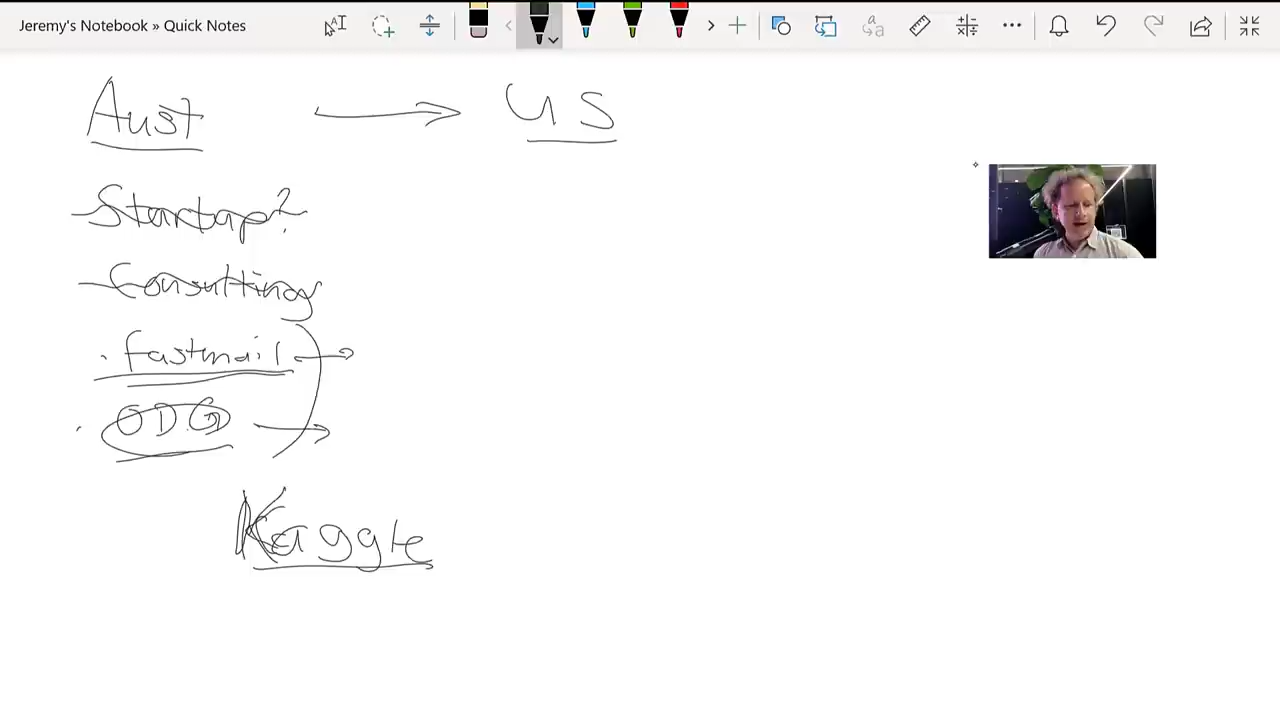 Jeremy's Notebook » Quick Notes
Aust → US
Startup?
Consulting
· fastmail →
· ODG →
Kaggle